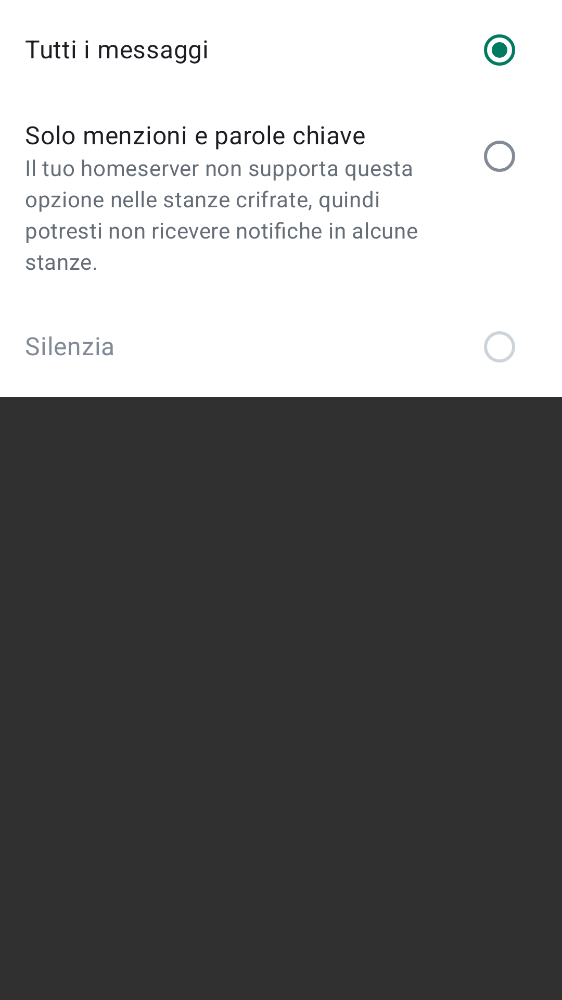 Tutti i messaggi
Solo menzioni e parole chiave
Il tuo homeserver non supporta questa
opzione nelle stanze crifrate, quindi
potresti non ricevere notifiche in alcune
stanze.
Silenzia